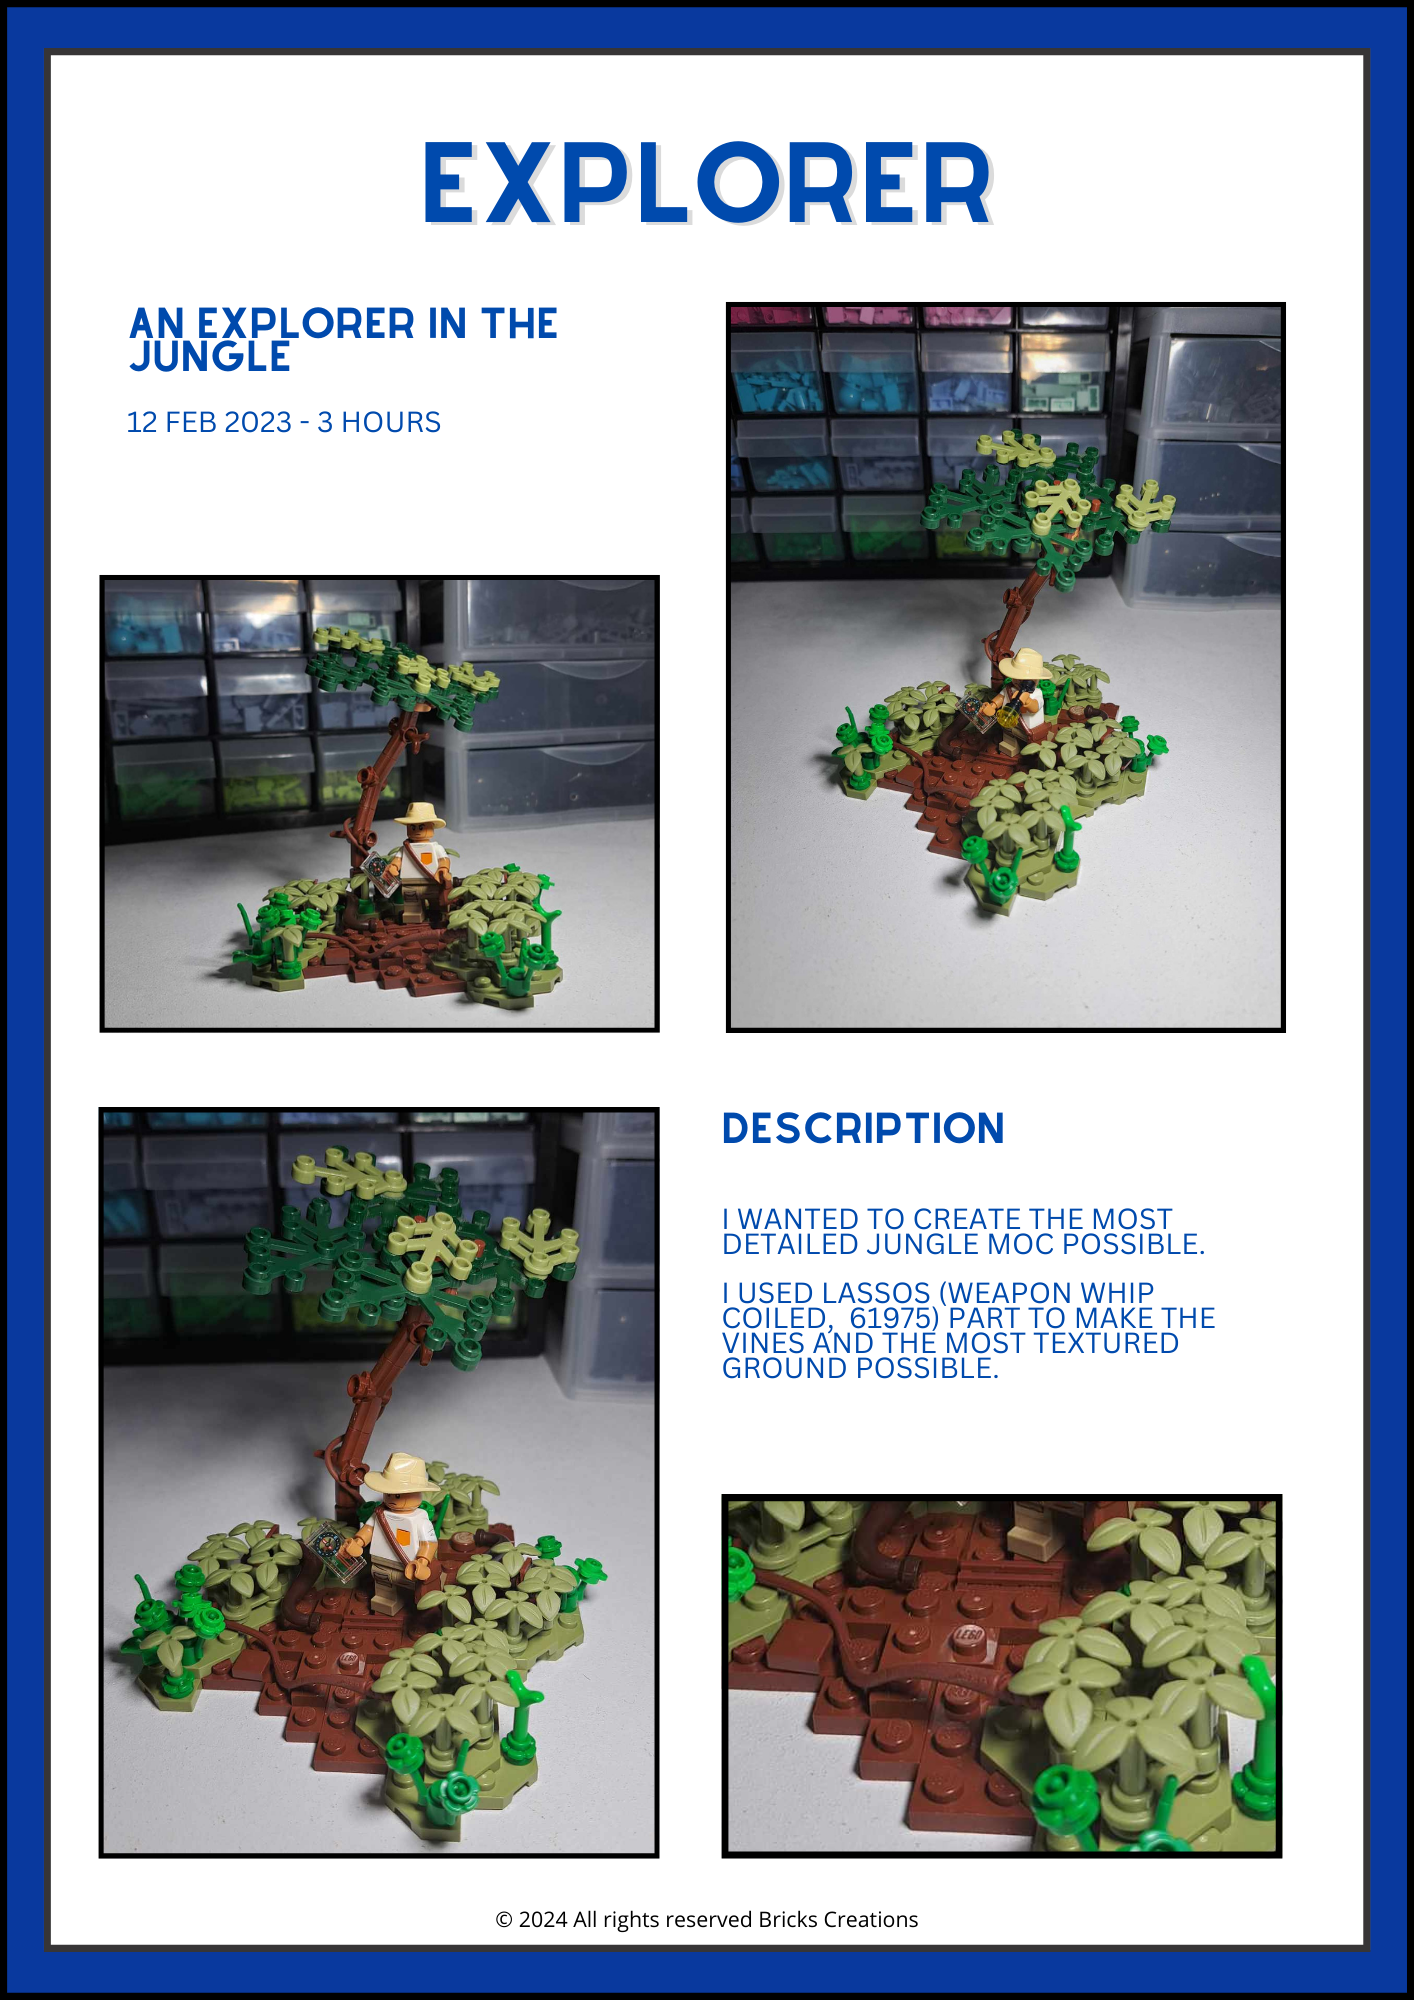 EXPLORER
AN EXPLORER IN THE
JUNGLE
12 FEB 2023 - 3 HOURS
DESCRIPTION
I WANTED TO CREATE THE MOST
DETAILED JUNGLE MOC POSSIBLE.
I USED LASSOS (WEAPON WHIP
COILED,  61975) PART TO MAKE THE
VINES AND THE MOST TEXTURED
GROUND POSSIBLE.
LEGO
LEGO
© 2024 All rights reserved Bricks Creations